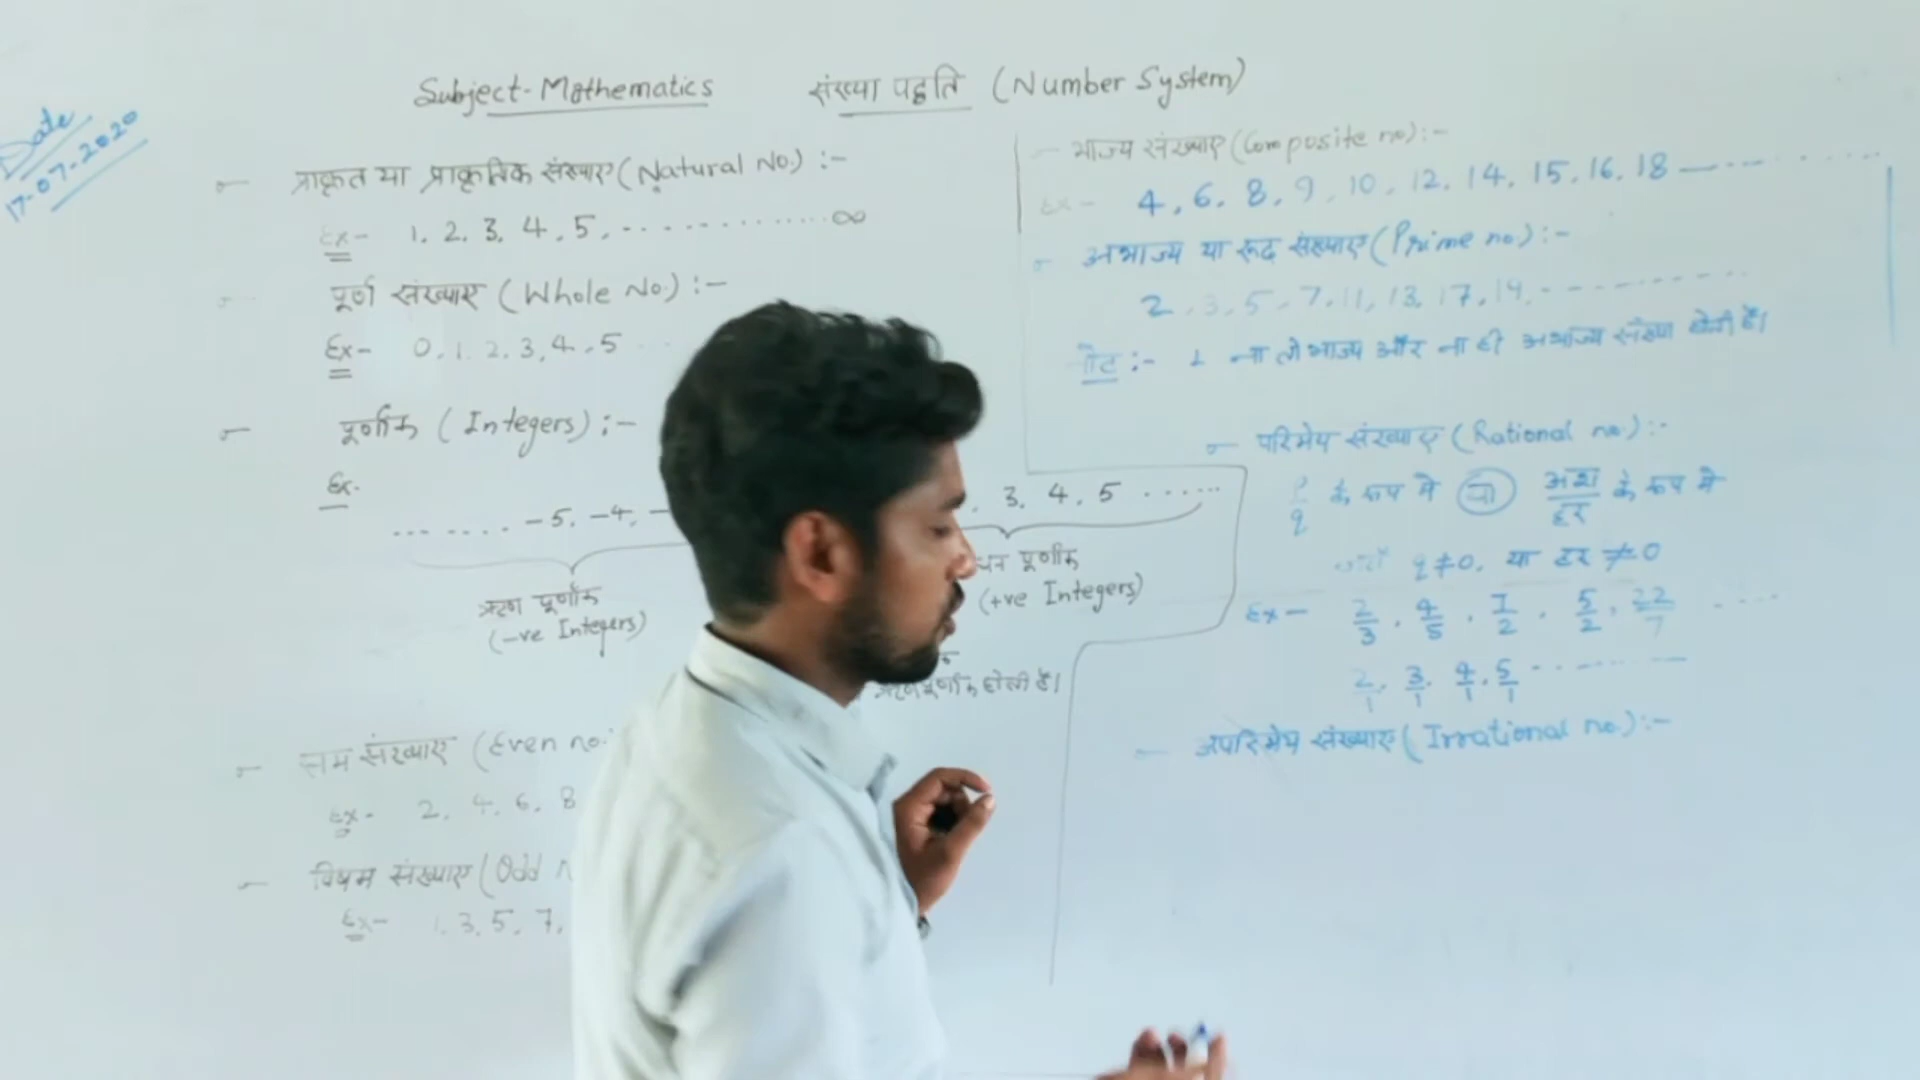 Date
17-07-2020
Subject-Mathematics संख्या पद्धति (Number System)
प्राकृत या प्राकृतिक संख्याए (Natural No.) :-
Ex- 1, 2, 3, 4, 5, ............. ∞
पूर्ण संख्याए (Whole No.) :-
Ex- 0, 1, 2, 3, 4, 5 ...
पूर्णांक (Integers) :-
Ex.
....... -5, -4, -
, 3, 4, 5 ......
ऋण पूर्णांक
(-ve Integers)
धन पूर्णांक
(+ve Integers)
ऋण पूर्णांक होती है।
सम संख्याए (Even no.
Ex- 2, 4, 6, 8
विषम संख्याए (Odd
Ex- 1, 3, 5, 7,
भाज्य संख्याए (Composite no) :-
Ex- 4, 6, 8, 9, 10, 12, 14, 15, 16, 18 ------
अभाज्य या रूढ संख्याए (Prime no.) :-
2, 3, 5, 7, 11, 13, 17, 19, ----------
नोट :- 1 ना तो भाज्य और ना ही अभाज्य संख्या होती है।
परिमेय संख्याए (Rational no.) :-
p/q के रूप मे या अंश/हर के रूप मे
जहाँ q ≠ 0, या हर ≠ 0
Ex- 2/3, 4/5, 7/2, 5/2, 22/7 ....
2/1, 3/1, 4/1, 5/1 --------
अपरिमेय संख्याए (Irrational no.) :-